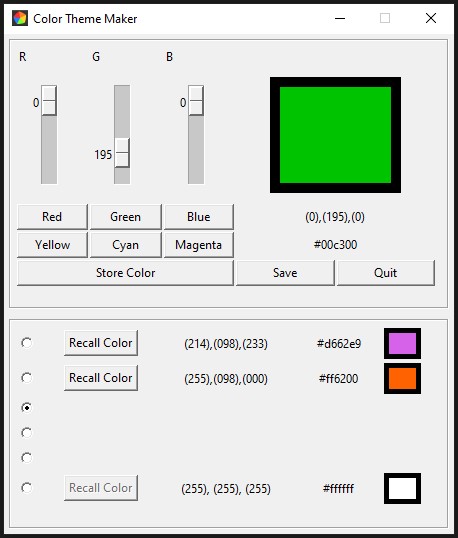 Color Theme Maker
R G B
0 0
195
Red Green Blue (0),(195),(0)
Yellow Cyan Magenta #00c300
Store Color Save Quit
Recall Color (214),(098),(233) #d662e9
Recall Color (255),(098),(000) #ff6200
Recall Color (255), (255), (255) #ffffff